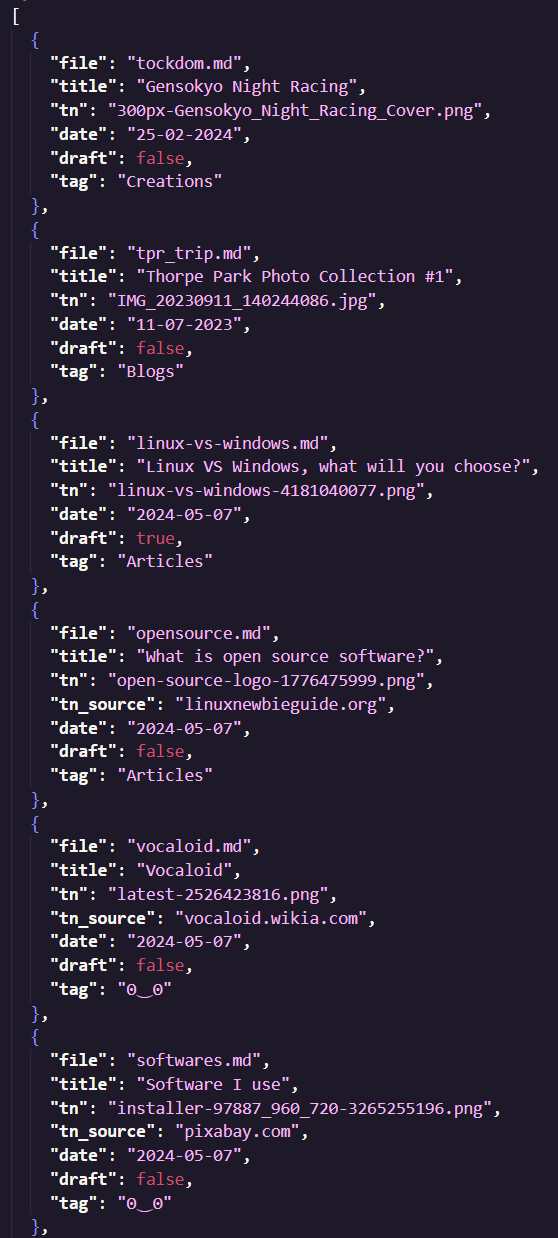 [
  {
    "file": "tockdom.md",
    "title": "Gensokyo Night Racing",
    "tn": "300px-Gensokyo_Night_Racing_Cover.png",
    "date": "25-02-2024",
    "draft": false,
    "tag": "Creations"
  },
  {
    "file": "tpr_trip.md",
    "title": "Thorpe Park Photo Collection #1",
    "tn": "IMG_20230911_140244086.jpg",
    "date": "11-07-2023",
    "draft": false,
    "tag": "Blogs"
  },
  {
    "file": "linux-vs-windows.md",
    "title": "Linux VS Windows, what will you choose?",
    "tn": "linux-vs-windows-4181040077.png",
    "date": "2024-05-07",
    "draft": true,
    "tag": "Articles"
  },
  {
    "file": "opensource.md",
    "title": "What is open source software?",
    "tn": "open-source-logo-1776475999.png",
    "tn_source": "linuxnewbieguide.org",
    "date": "2024-05-07",
    "draft": false,
    "tag": "Articles"
  },
  {
    "file": "vocaloid.md",
    "title": "Vocaloid",
    "tn": "latest-2526423816.png",
    "tn_source": "vocaloid.wikia.com",
    "date": "2024-05-07",
    "draft": false,
    "tag": "0‿0"
  },
  {
    "file": "softwares.md",
    "title": "Software I use",
    "tn": "installer-97887_960_720-3265255196.png",
    "tn_source": "pixabay.com",
    "date": "2024-05-07",
    "draft": false,
    "tag": "0‿0"
  },